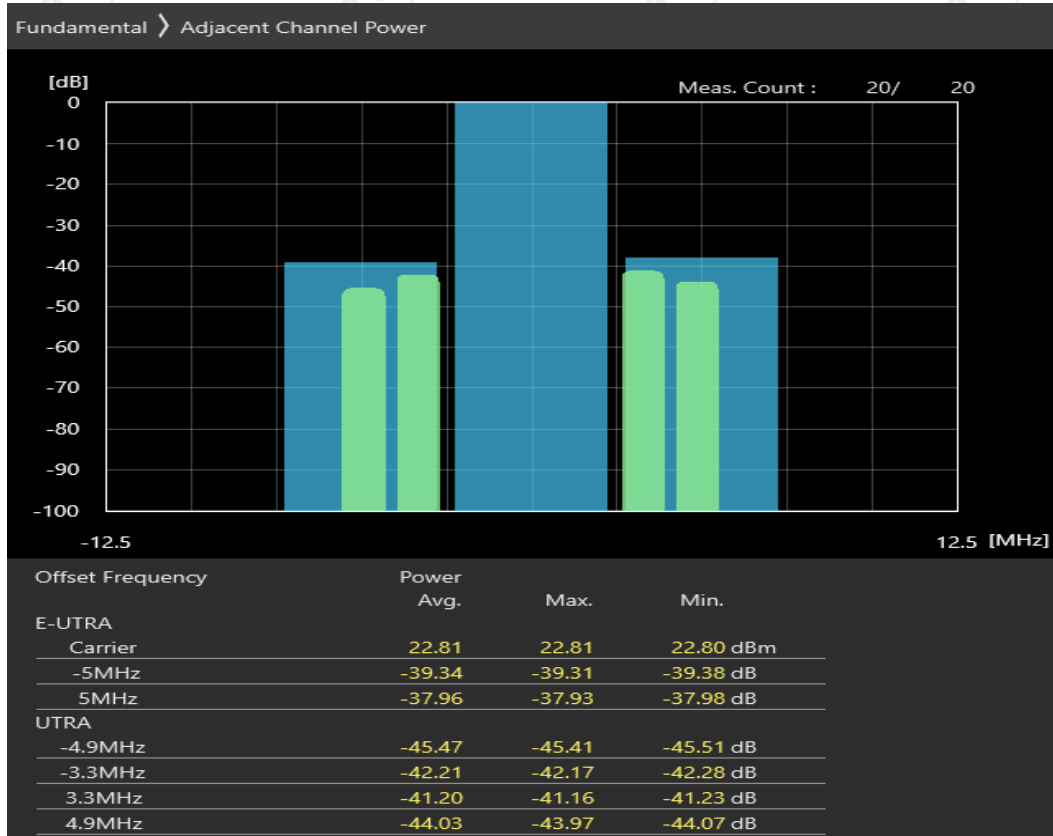 Fundamental ❯ Adjacent Channel Power
[dB]
Meas. Count : 20/ 20
0
-10
-20
-30
-40
-50
-60
-70
-80
-90
-100
-12.5 12.5 [MHz]
Offset Frequency Power
Avg. Max. Min.
E-UTRA
Carrier 22.81 22.81 22.80 dBm
-5MHz -39.34 -39.31 -39.38 dB
5MHz -37.96 -37.93 -37.98 dB
UTRA
-4.9MHz -45.47 -45.41 -45.51 dB
-3.3MHz -42.21 -42.17 -42.28 dB
3.3MHz -41.20 -41.16 -41.23 dB
4.9MHz -44.03 -43.97 -44.07 dB